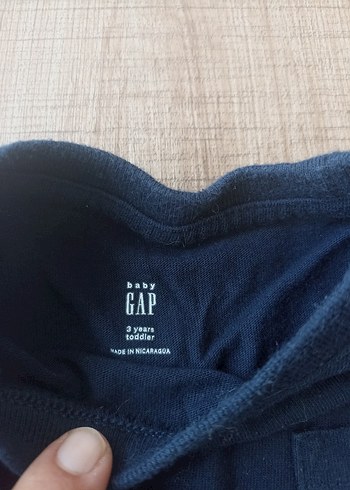 baby
GAP
3 years
toddler
MADE IN NICARAGUA